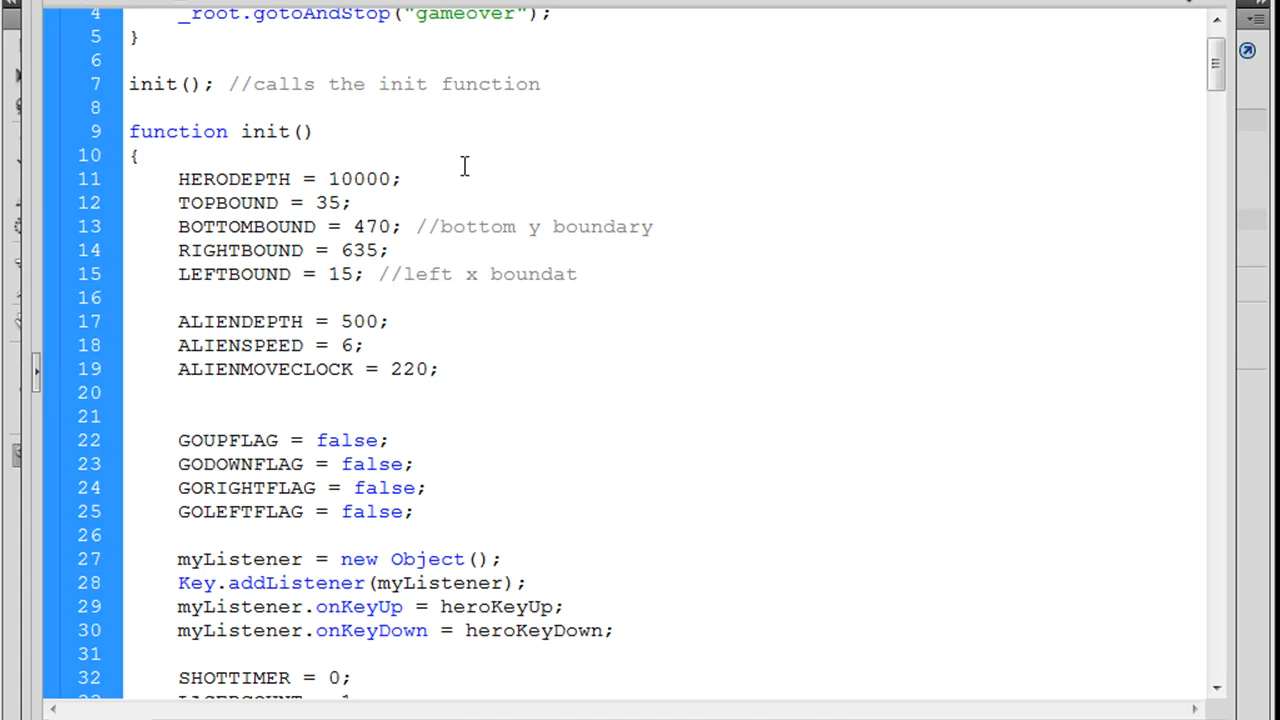 4 _root.gotoAndStop("gameover");
5 }
6
7 init(); //calls the init function
8
9 function init()
10 {
11 HERODEPTH = 10000;
12 TOPBOUND = 35;
13 BOTTOMBOUND = 470; //bottom y boundary
14 RIGHTBOUND = 635;
15 LEFTBOUND = 15; //left x boundat
16
17 ALIENDEPTH = 500;
18 ALIENSPEED = 6;
19 ALIENMOVECLOCK = 220;
20
21
22 GOUPFLAG = false;
23 GODOWNFLAG = false;
24 GORIGHTFLAG = false;
25 GOLEFTFLAG = false;
26
27 myListener = new Object();
28 Key.addListener(myListener);
29 myListener.onKeyUp = heroKeyUp;
30 myListener.onKeyDown = heroKeyDown;
31
32 SHOTTIMER = 0;